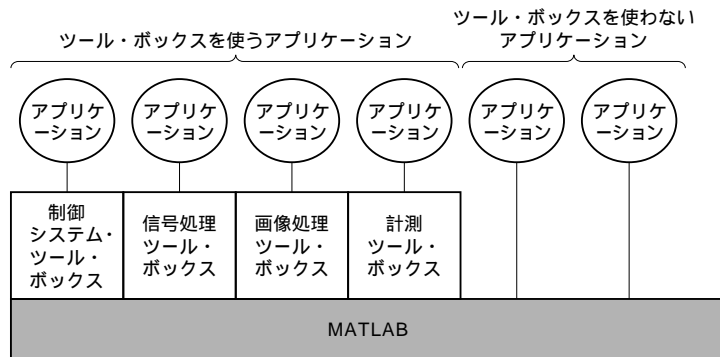 ツール・ボックスを使うアプリケーション
ツール・ボックスを使わない
アプリケーション
アプリケ
ーション
アプリケ
ーション
アプリケ
ーション
アプリケ
ーション
アプリケ
ーション
アプリケ
ーション
制御
システム・
ツール・
ボックス
信号処理
ツール・
ボックス
画像処理
ツール・
ボックス
計測
ツール・
ボックス
MATLAB